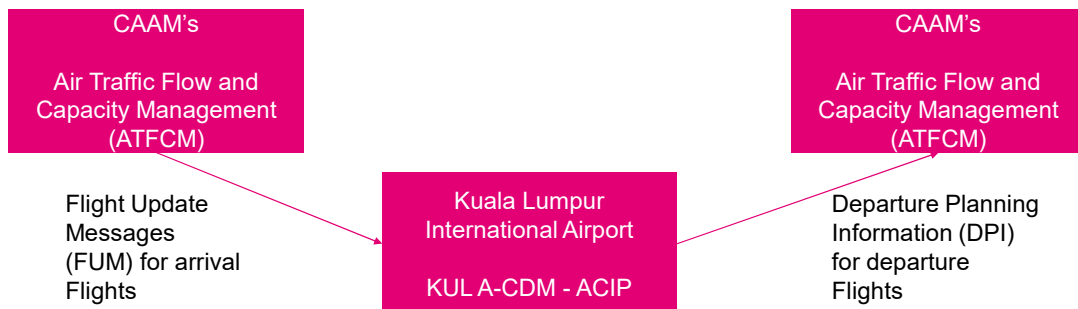 CAAM's
Air Traffic Flow and
Capacity Management
(ATFCM)
Flight Update
Messages
(FUM) for arrival
Flights
Kuala Lumpur
International Airport
KUL A-CDM - ACIP
CAAM's
Air Traffic Flow and
Capacity Management
(ATFCM)
Departure Planning
Information (DPI)
for departure
Flights